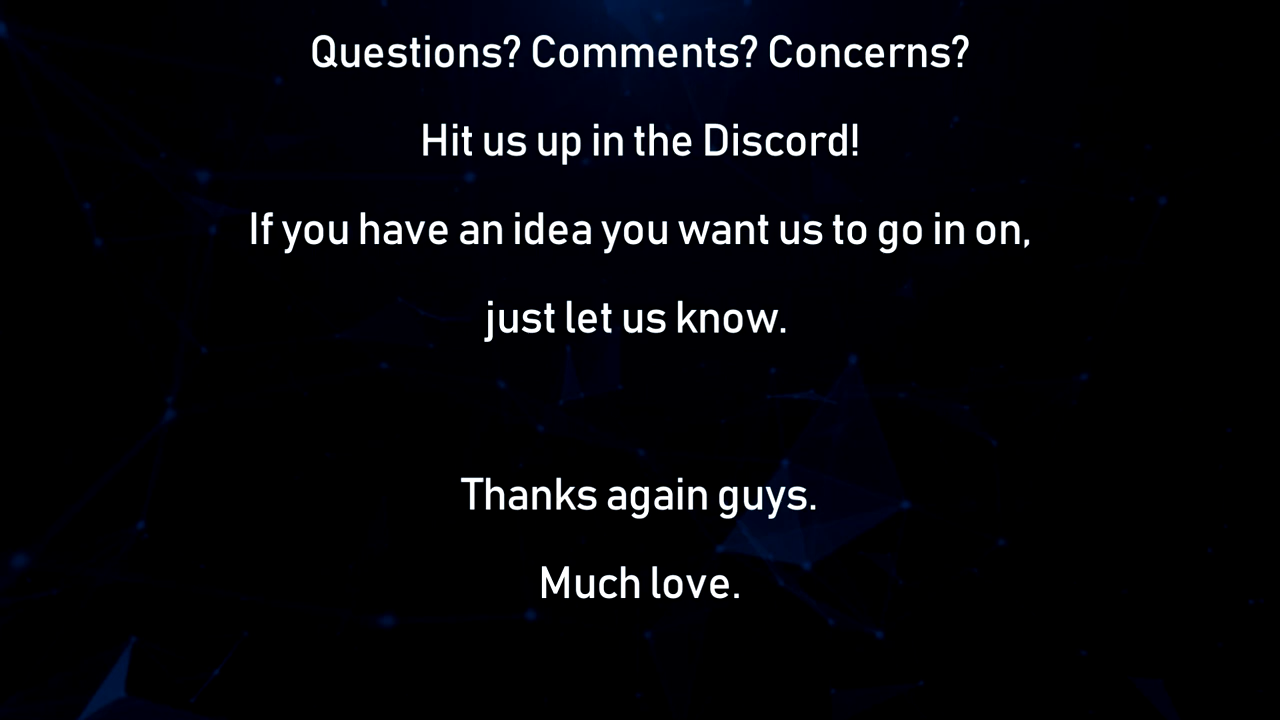 Questions? Comments? Concerns?
Hit us up in the Discord!
If you have an idea you want us to go in on,
just let us know.
Thanks again guys.
Much love.